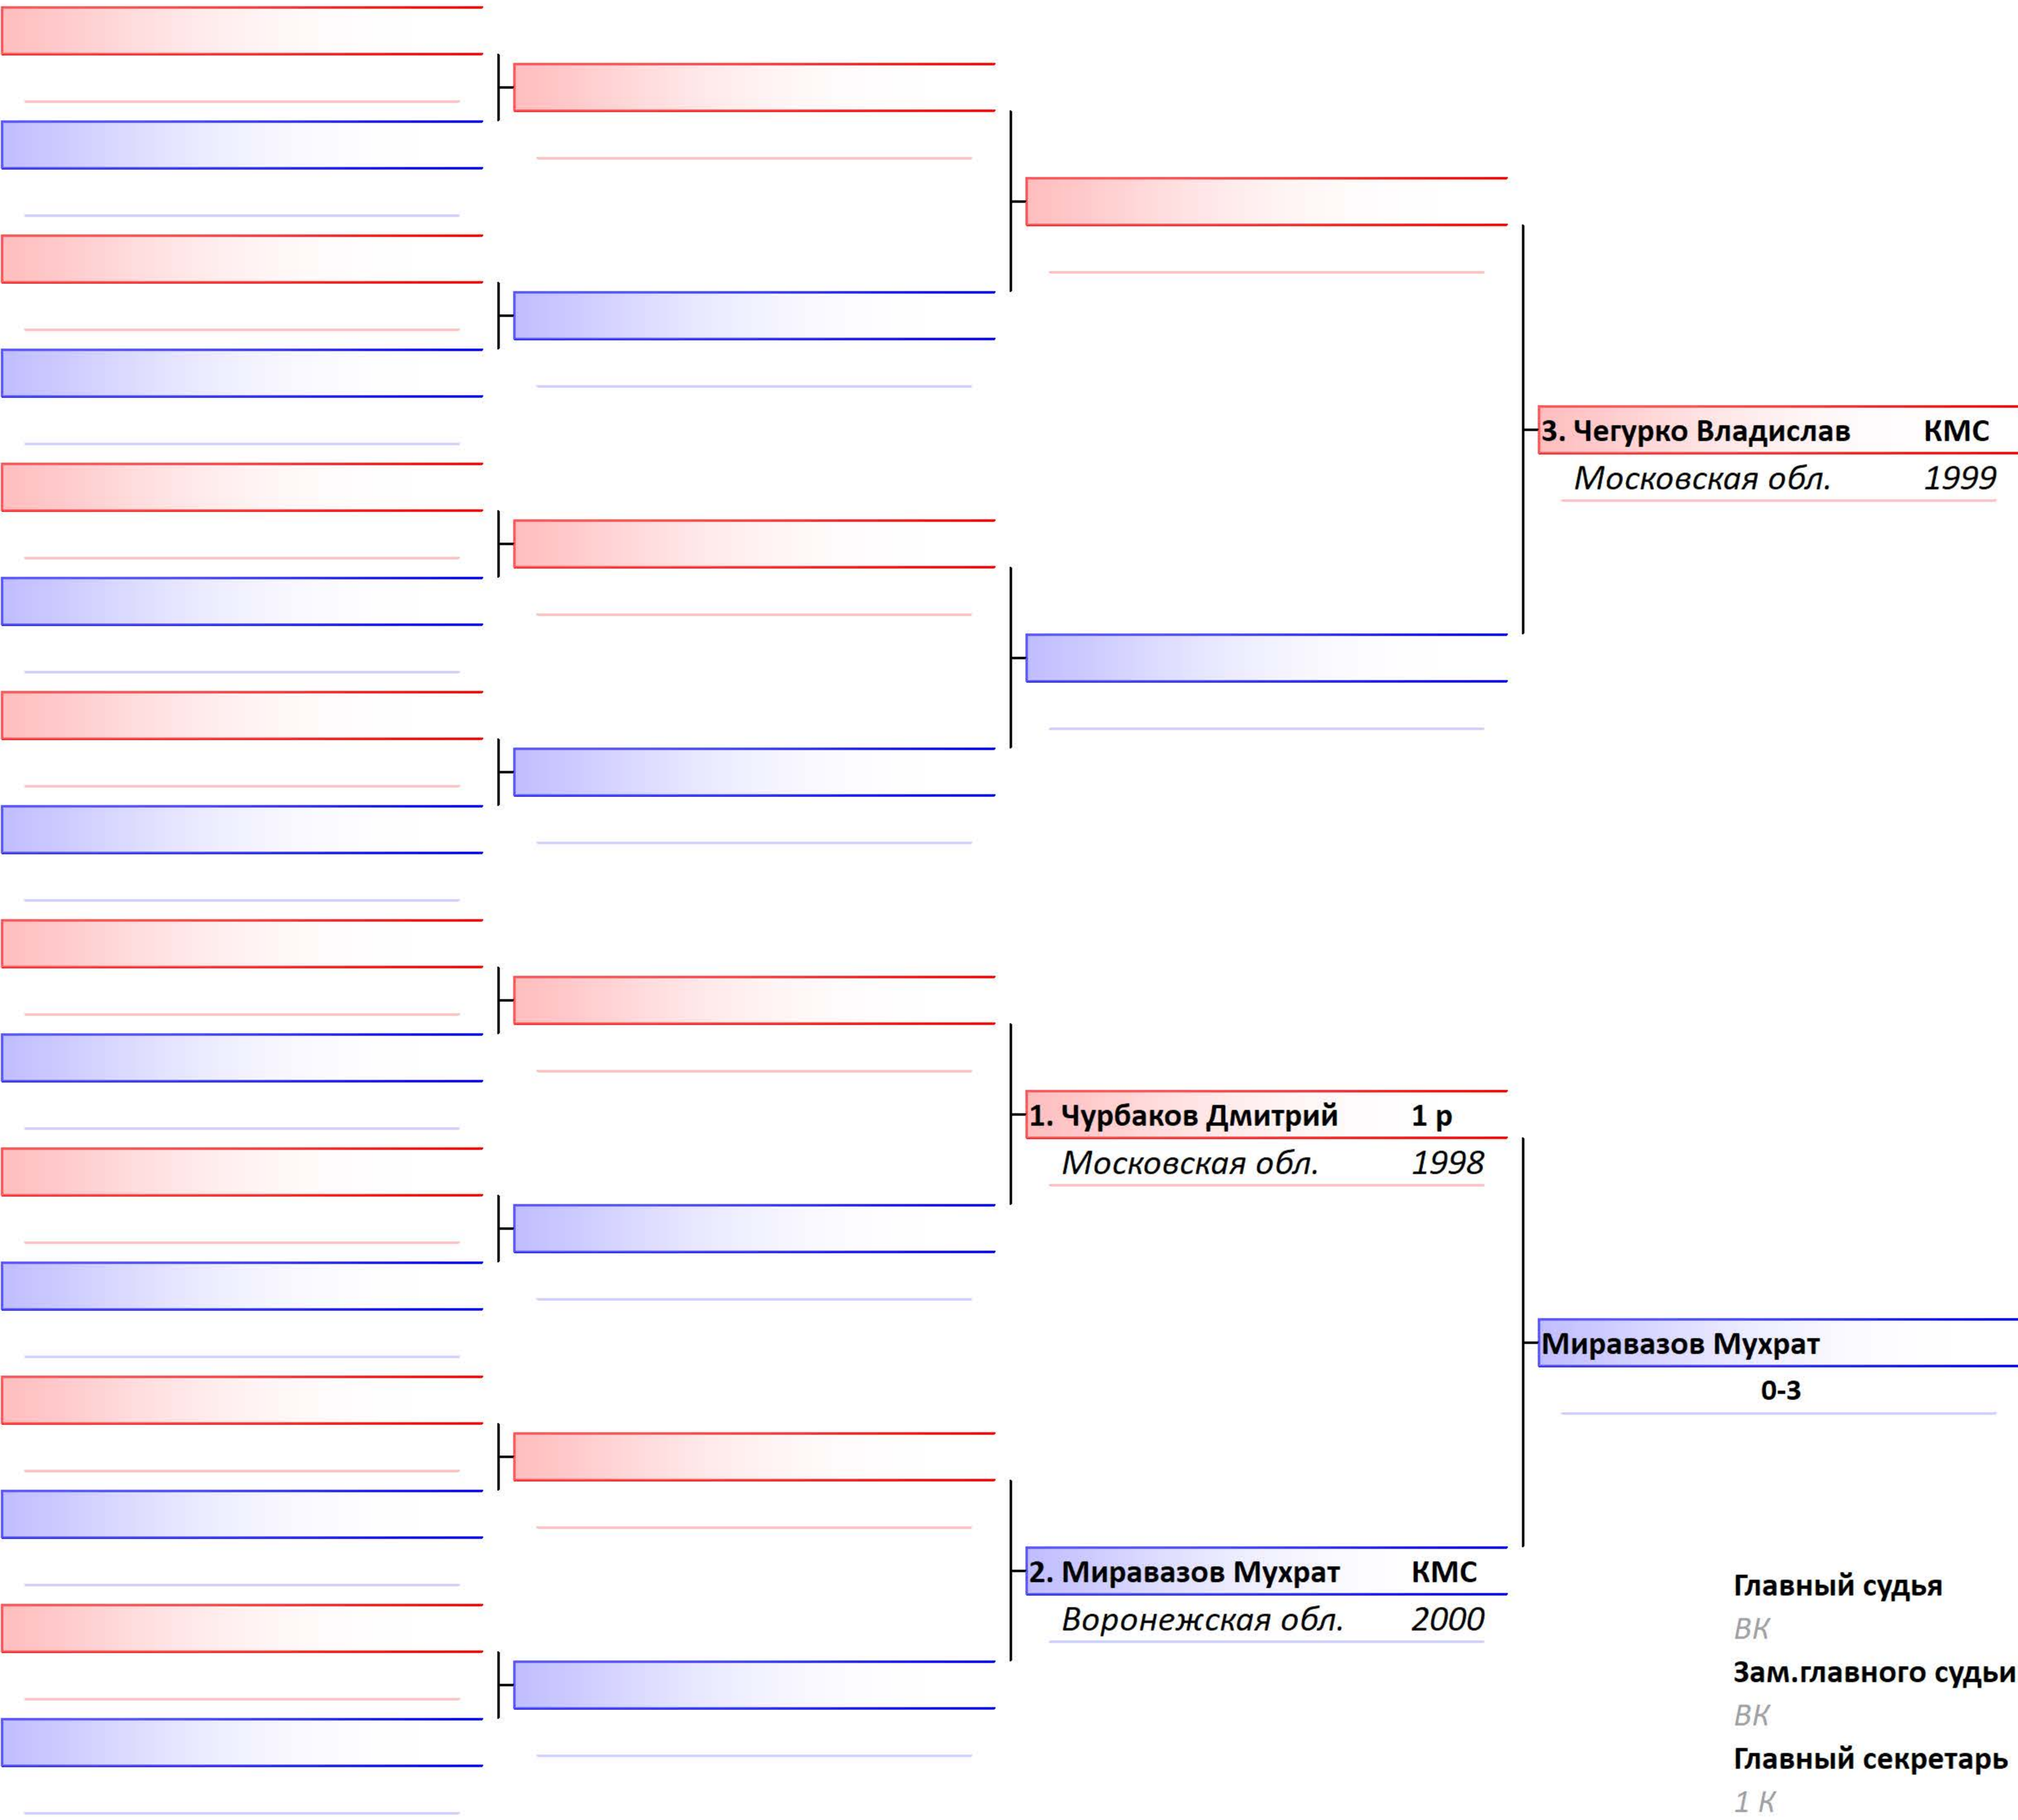 3. Чегурко Владислав КМС
Московская обл. 1999
1. Чурбаков Дмитрий 1 р
Московская обл. 1998
Миравазов Мухрат
0-3
2. Миравазов Мухрат КМС
Воронежская обл. 2000
Главный судья
ВК
Зам.главного судьи
ВК
Главный секретарь
1 К